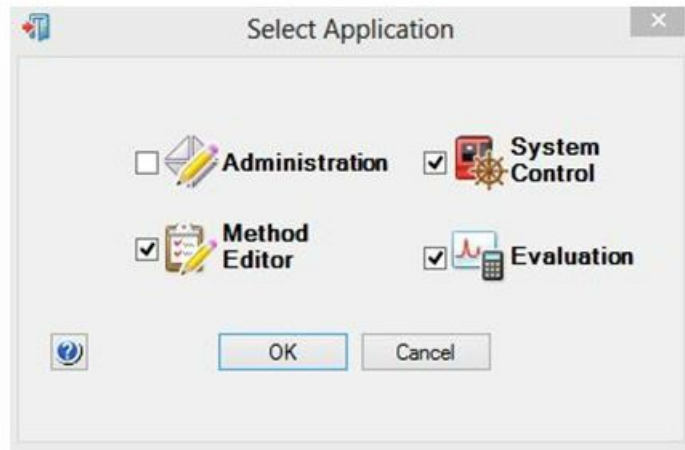 Select Application
Administration
System
Control
Method
Editor
Evaluation
OK
Cancel